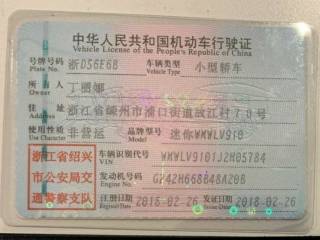 中华人民共和国机动车行驶证
Vehicle License of the People's Republic of China
号牌号码 浙D56E68 车辆类型 小型轿车
Plate No. Vehicle Type
所有人 丁丽娜
Owner
住址 浙江省嵊州市浦口街道故江村70号
Address
使用性质 非营运 品牌型号 迷你WMWLV910
Use Character Model
浙江省绍兴 车辆识别代号 WMWLV9101J2M05784
VIN
市公安局交 发动机号码
Engine No.
通警察支队 注册日期 2018-02-26 发证日期 2018-02-26
Register Date Issue Date